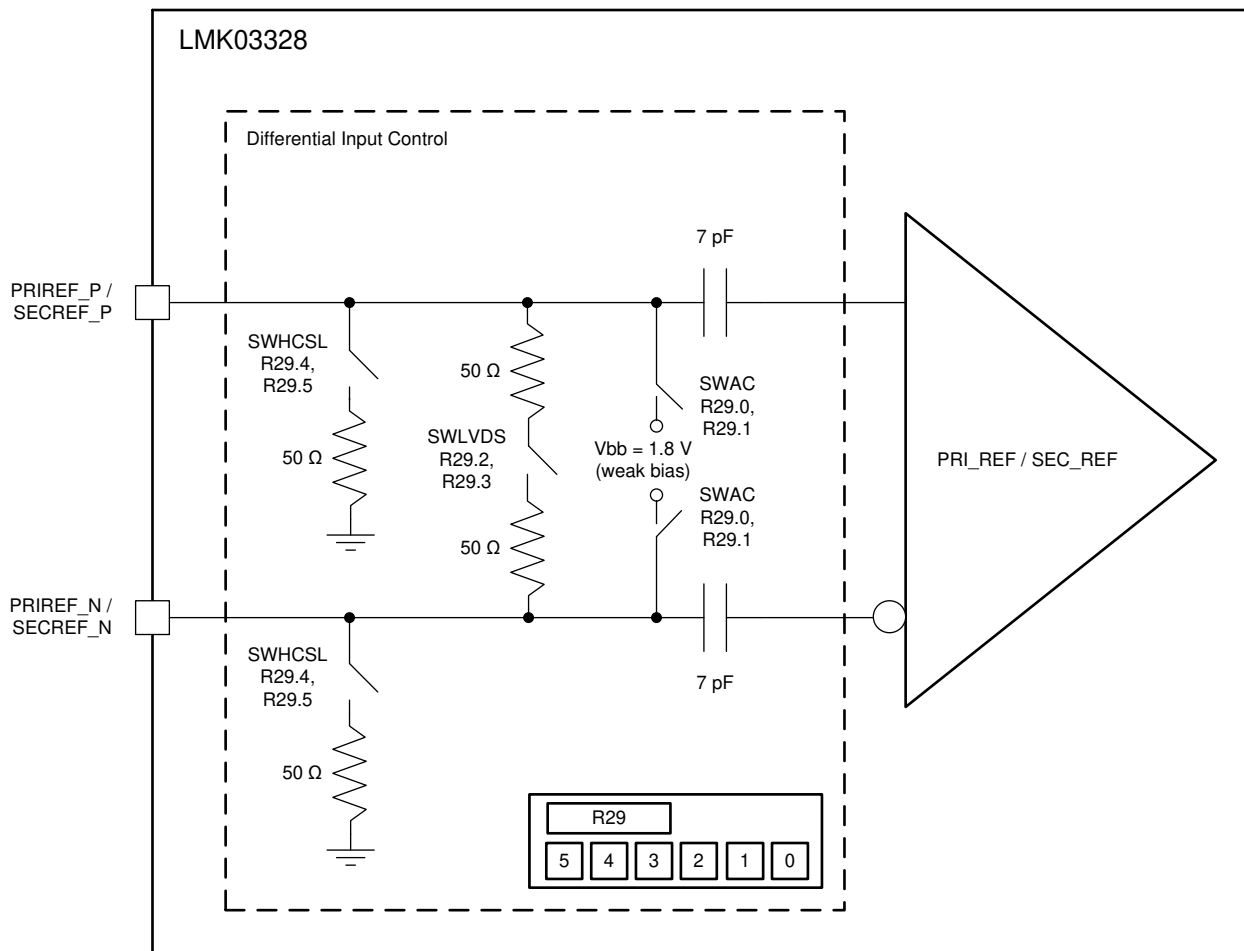 LMK03328
Differential Input Control
7 pF
PRIREF_P /
SECREF_P
SWHCSL
R29.4,
R29.5
50 Ω
50 Ω
SWLVDS
R29.2,
R29.3
50 Ω
SWAC
R29.0,
R29.1
Vbb = 1.8 V
(weak bias)
SWAC
R29.0,
R29.1
PRI_REF / SEC_REF
PRIREF_N /
SECREF_N
SWHCSL
R29.4,
R29.5
50 Ω
7 pF
R29
5 4 3 2 1 0